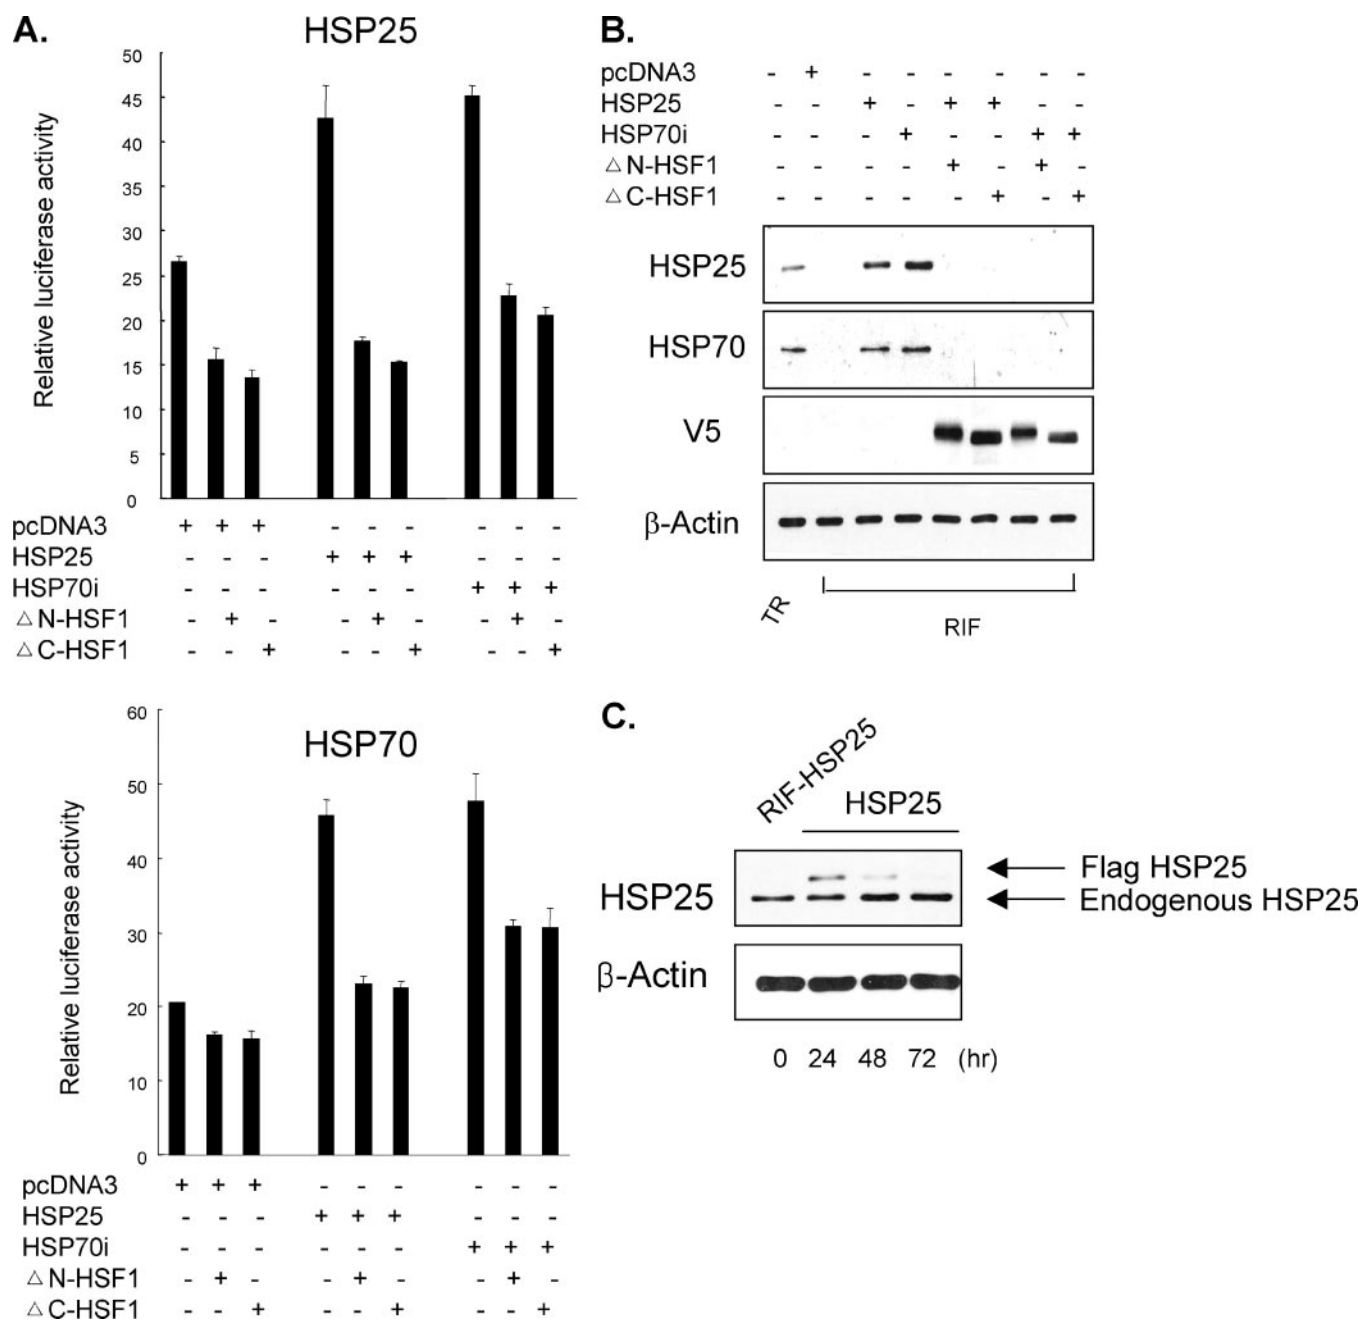 A.
HSP25
Relative luciferase activity
50
45
40
35
30
25
20
15
10
5
0
pcDNA3 + + + - - - - - -
HSP25 - - - + + + - - -
HSP70i - - - - - - + + +
△N-HSF1 - + - - + - - + -
△C-HSF1 - - + - - + - - +
HSP70
Relative luciferase activity
60
50
40
30
20
10
0
pcDNA3 + + + - - - - - -
HSP25 - - - + + + - - -
HSP70i - - - - - - + + +
△N-HSF1 - + - - + - - + -
△C-HSF1 - - + - - + - - +
B.
pcDNA3 - + - - - - - -
HSP25 - - + - + + - -
HSP70i - - - + - - + +
△N-HSF1 - - - - + - + -
△C-HSF1 - - - - - + - +
HSP25
HSP70
V5
β-Actin
TR
RIF
C.
RIF-HSP25
HSP25
HSP25
Flag HSP25
Endogenous HSP25
β-Actin
0 24 48 72 (hr)